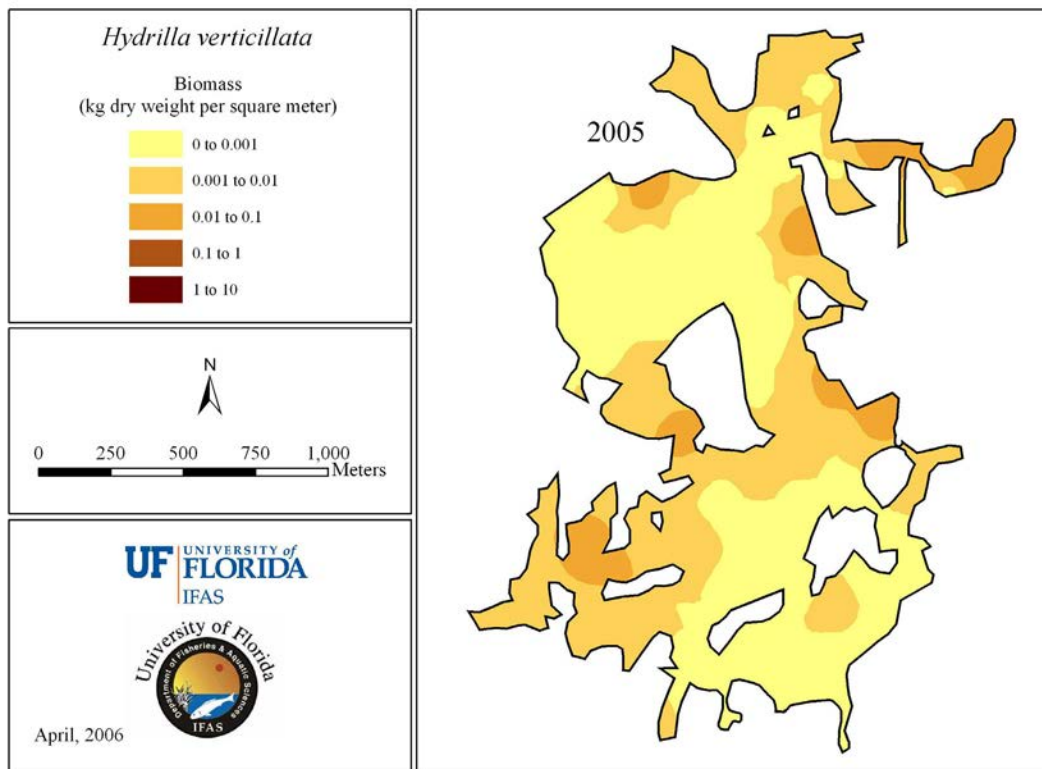 Hydrilla verticillata
Biomass
(kg dry weight per square meter)
0 to 0.001
0.001 to 0.01
0.01 to 0.1
0.1 to 1
1 to 10
N
0 250 500 750 1,000
Meters
UF UNIVERSITY of
FLORIDA
IFAS
University of Florida
Department of Fisheries & Aquatic Sciences
IFAS
April, 2006
2005